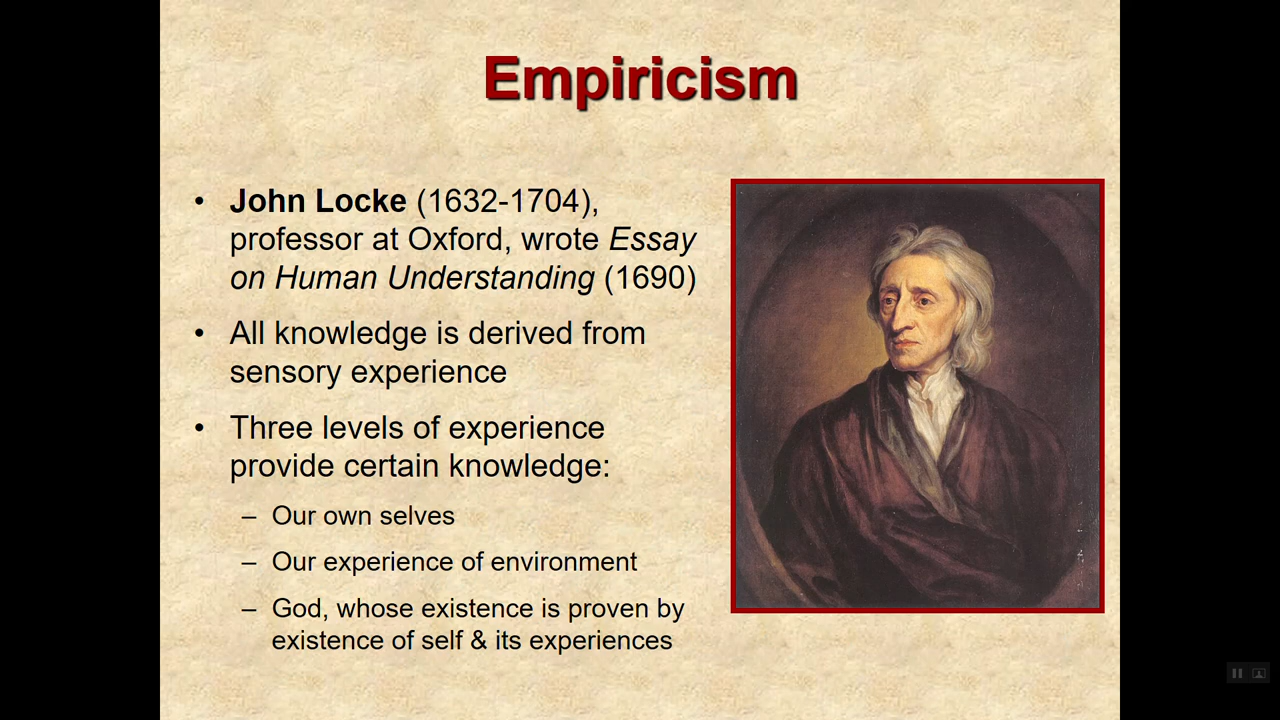 Empiricism
• John Locke (1632-1704),
professor at Oxford, wrote Essay
on Human Understanding (1690)
• All knowledge is derived from
sensory experience
• Three levels of experience
provide certain knowledge:
– Our own selves
– Our experience of environment
– God, whose existence is proven by
existence of self & its experiences